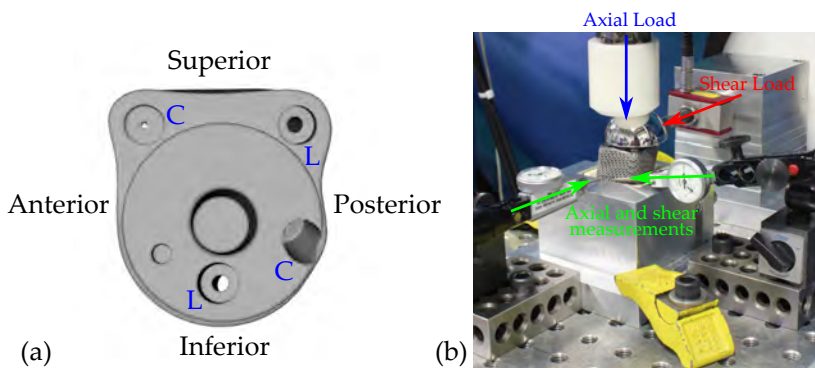 Superior
C
L
Anterior
Posterior
C
L
Inferior
(a)
Axial Load
Shear Load
Axial and shear
measurements
(b)